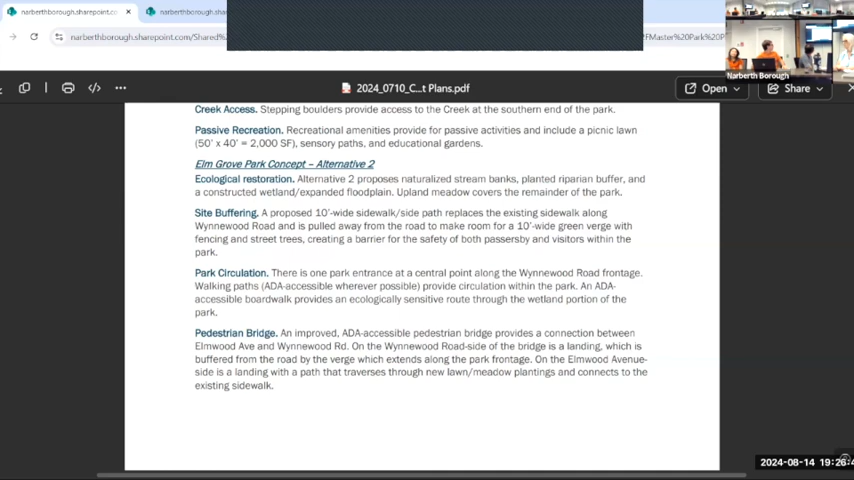 narberthborough.sharepoint.co
narberthborough.sha
narberthborough.sharepoint.com/Shared%
FMaster%20Park%20P
2024_0710_C...t Plans.pdf
Open
Share
Narberth Borough
Creek Access. Stepping boulders provide access to the Creek at the southern end of the park.
Passive Recreation. Recreational amenities provide for passive activities and include a picnic lawn
(50' x 40' = 2,000 SF), sensory paths, and educational gardens.
Elm Grove Park Concept – Alternative 2
Ecological restoration. Alternative 2 proposes naturalized stream banks, planted riparian buffer, and
a constructed wetland/expanded floodplain. Upland meadow covers the remainder of the park.
Site Buffering. A proposed 10'-wide sidewalk/side path replaces the existing sidewalk along
Wynnewood Road and is pulled away from the road to make room for a 10'-wide green verge with
fencing and street trees, creating a barrier for the safety of both passersby and visitors within the
park.
Park Circulation. There is one park entrance at a central point along the Wynnewood Road frontage.
Walking paths (ADA-accessible wherever possible) provide circulation within the park. An ADA-
accessible boardwalk provides an ecologically sensitive route through the wetland portion of the
park.
Pedestrian Bridge. An improved, ADA-accessible pedestrian bridge provides a connection between
Elmwood Ave and Wynnewood Rd. On the Wynnewood Road-side of the bridge is a landing, which is
buffered from the road by the verge which extends along the park frontage. On the Elmwood Avenue-
side is a landing with a path that traverses through new lawn/meadow plantings and connects to the
existing sidewalk.
2024-08-14 19:26:4